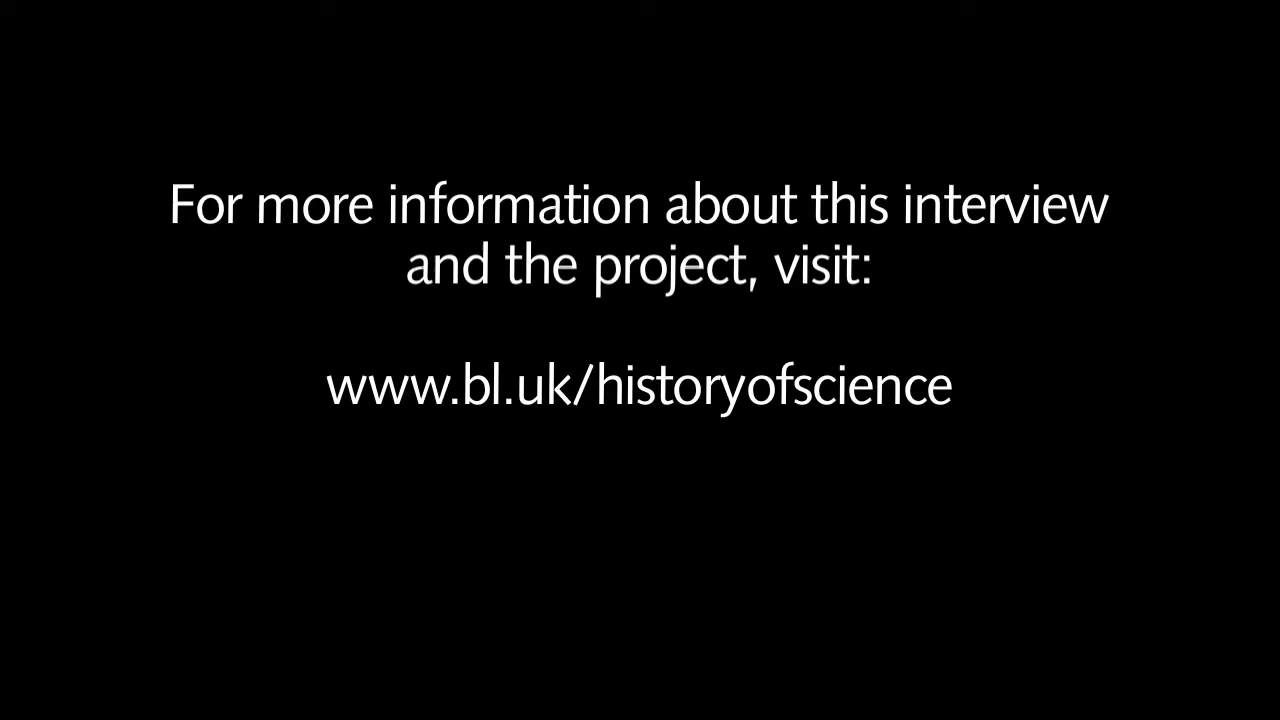 For more information about this interview
and the project, visit:
www.bl.uk/historyofscience